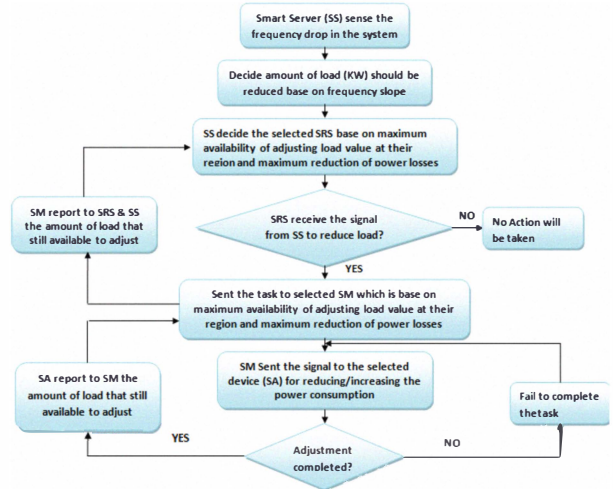 Smart Server (SS) sense the
frequency drop in the system
Decide amount of load (KW) should be
reduced base on frequency slope
SS decide the selected SRS base on maximum
availability of adjusting load value at their
region and maximum reduction of power losses
SM report to SRS & SS
the amount of load that
still available to adjust
SRS receive the signal
from SS to reduce load?
NO
No Action will
be taken
YES
Sent the task to selected SM which is base on
maximum availability of adjusting load value at their
region and maximum reduction of power losses
SA report to SM the
amount of load that still
available to adjust
SM Sent the signal to the selected
device (SA) for reducing/increasing the
power consumption
Fail to complete
the task
YES
NO
Adjustment
completed?